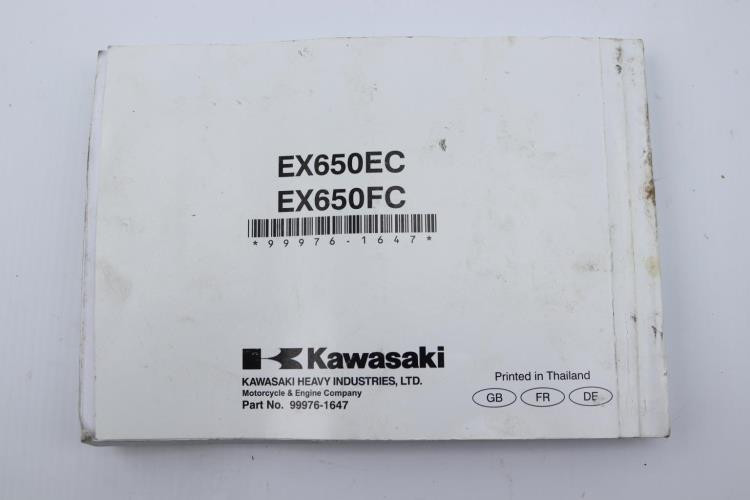 EX650EC
EX650FC
*99976-1647*
Kawasaki
KAWASAKI HEAVY INDUSTRIES, LTD.
Motorcycle & Engine Company
Part No. 99976-1647
Printed in Thailand
GB FR DE